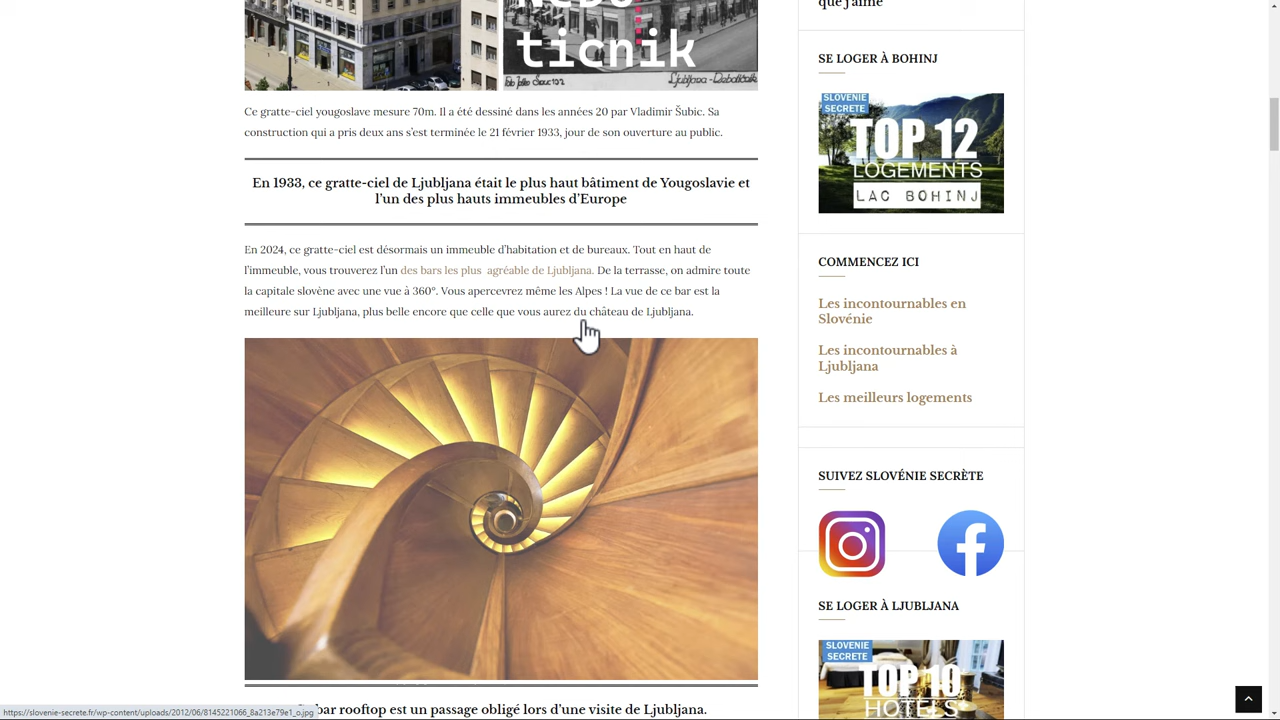 ticnik
Ce gratte-ciel yougoslave mesure 70m. Il a été dessiné dans les années 20 par Vladimir Šubic. Sa
construction qui a pris deux ans s’est terminée le 21 février 1933, jour de son ouverture au public.
En 1933, ce gratte-ciel de Ljubljana était le plus haut bâtiment de Yougoslavie et
l’un des plus hauts immeubles d’Europe
En 2024, ce gratte-ciel est désormais un immeuble d’habitation et de bureaux. Tout en haut de
l’immeuble, vous trouverez l’un des bars les plus agréable de Ljubljana. De la terrasse, on admire toute
la capitale slovène avec une vue à 360°. Vous apercevrez même les Alpes ! La vue de ce bar est la
meilleure sur Ljubljana, plus belle encore que celle que vous aurez du château de Ljubljana.
bar rooftop est un passage obligé lors d’une visite de Ljubljana.
que j'aime
SE LOGER À BOHINJ
SLOVENIE
SECRETE
TOP 12
LOGEMENTS
LAC BOHINJ
COMMENCEZ ICI
Les incontournables en
Slovénie
Les incontournables à
Ljubljana
Les meilleurs logements
SUIVEZ SLOVÉNIE SECRÈTE
SE LOGER À LJUBLJANA
SLOVENIE
SECRETE
TOP 10
HOTELS
https://slovenie-secrete.fr/wp-content/uploads/2012/06/8145221066_8a213e79e1_o.jpg